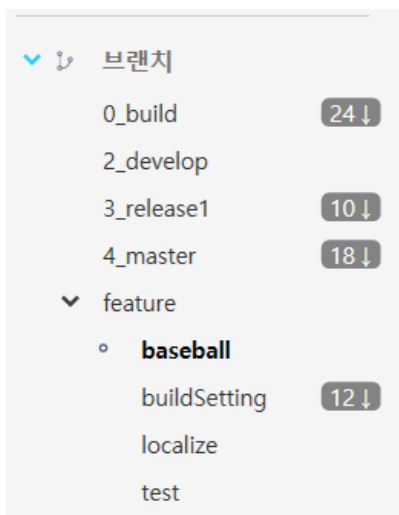 브랜치
0_build 24↓
2_develop
3_release1 10↓
4_master 18↓
feature
baseball
buildSetting 12↓
localize
test